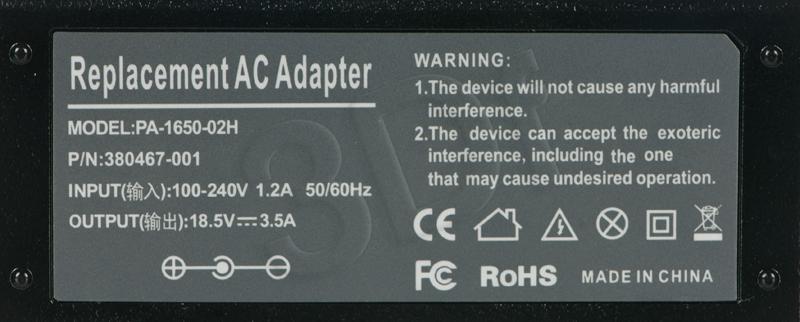 Replacement AC Adapter
MODEL:PA-1650-02H
P/N:380467-001
INPUT(输入):100-240V 1.2A 50/60Hz
OUTPUT(输出):18.5V⎓3.5A
WARNING:
1.The device will not cause any harmful
interference.
2.The device can accept the exoteric
interference, including the one
that may cause undesired operation.
CE
FC RoHS MADE IN CHINA